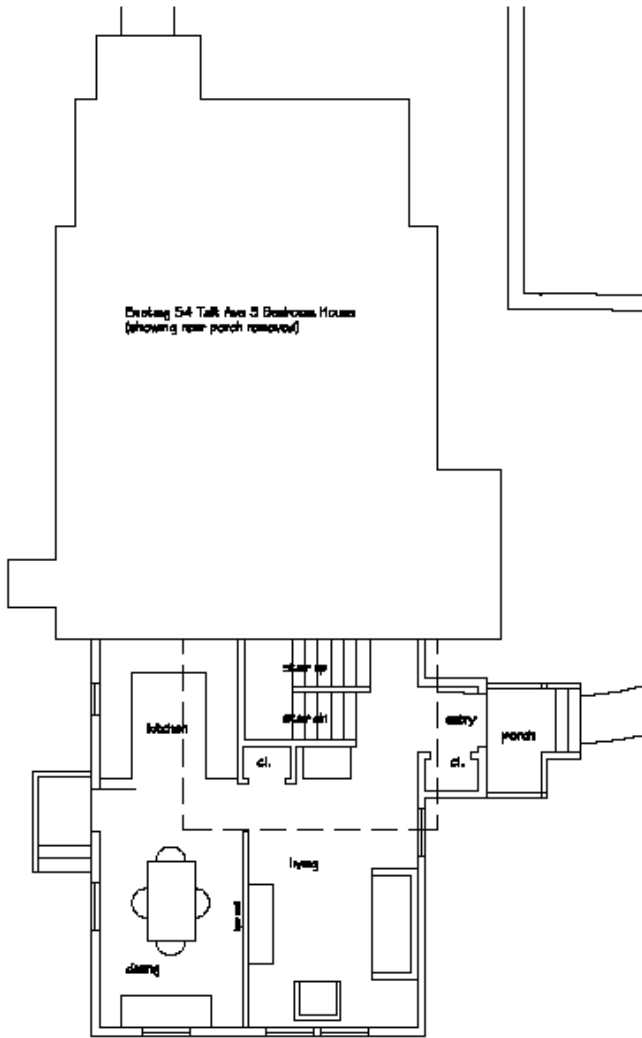 Existing 54 Taft Ave 3 Bedroom House
(showing rear porch removed)
stair up
stair dn
kitchen
entry
porch
cl.
cl.
living
dining